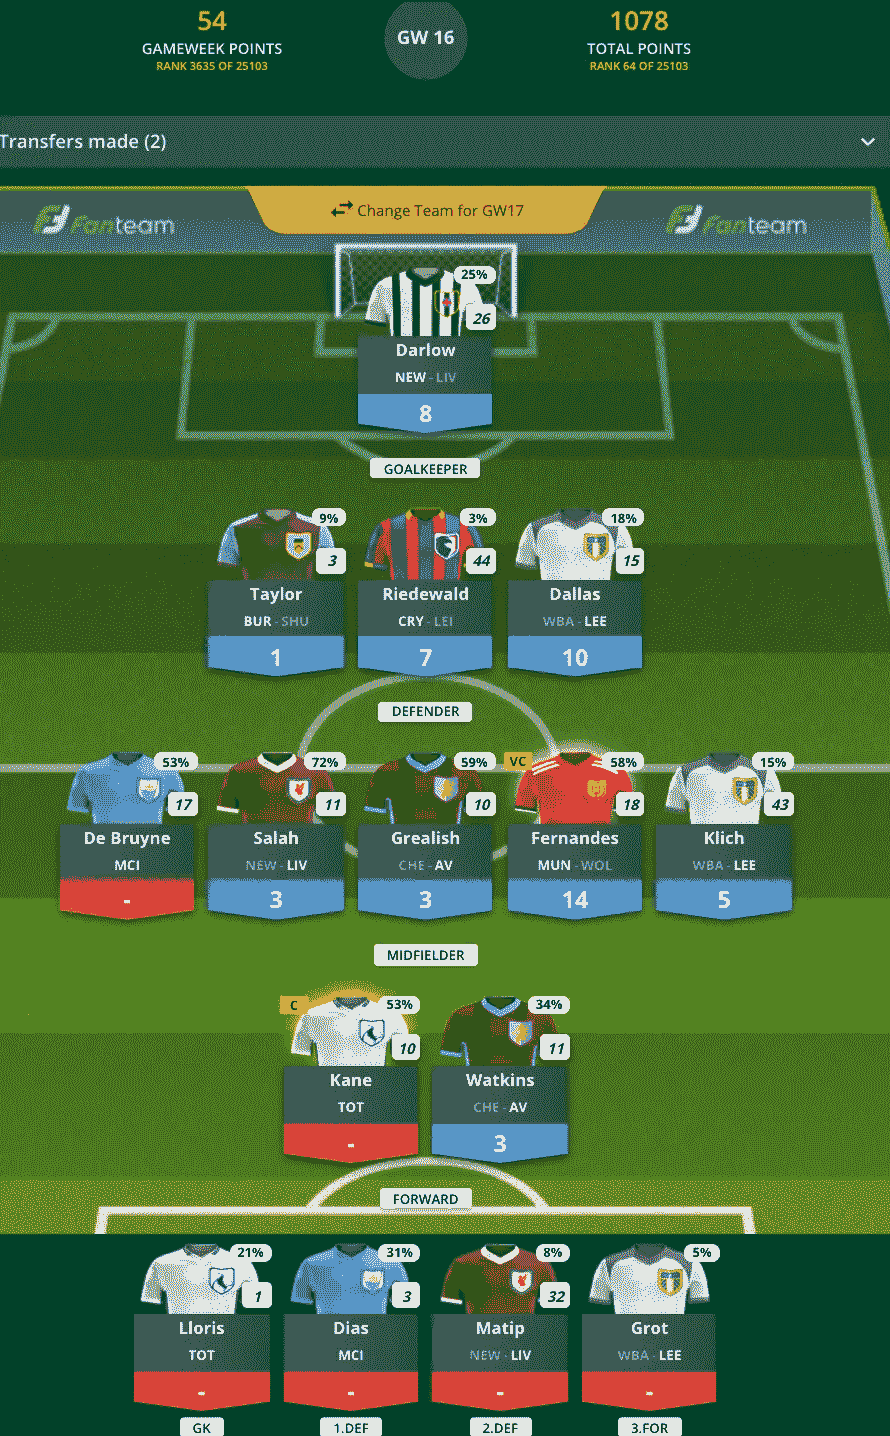 54
GAMEWEEK POINTS
RANK 3635 OF 25103
GW 16
1078
TOTAL POINTS
RANK 64 OF 25103
Transfers made (2)
Fanteam
Change Team for GW17
Fanteam
25%
26
Darlow
NEW - LIV
8
GOALKEEPER
9%
3
Taylor
BUR - SHU
1
3%
44
Riedewald
CRY - LEI
7
18%
15
Dallas
WBA - LEE
10
DEFENDER
53%
17
De Bruyne
MCI
-
72%
11
Salah
NEW - LIV
3
59%
10
Grealish
CHE - AV
3
VC
58%
18
Fernandes
MUN - WOL
14
15%
43
Klich
WBA - LEE
5
MIDFIELDER
C
53%
10
Kane
TOT
-
34%
11
Watkins
CHE - AV
3
FORWARD
21%
1
Lloris
TOT
-
GK
31%
3
Dias
MCI
-
1.DEF
8%
32
Matip
NEW - LIV
-
2.DEF
5%
Grot
WBA - LEE
-
3.FOR